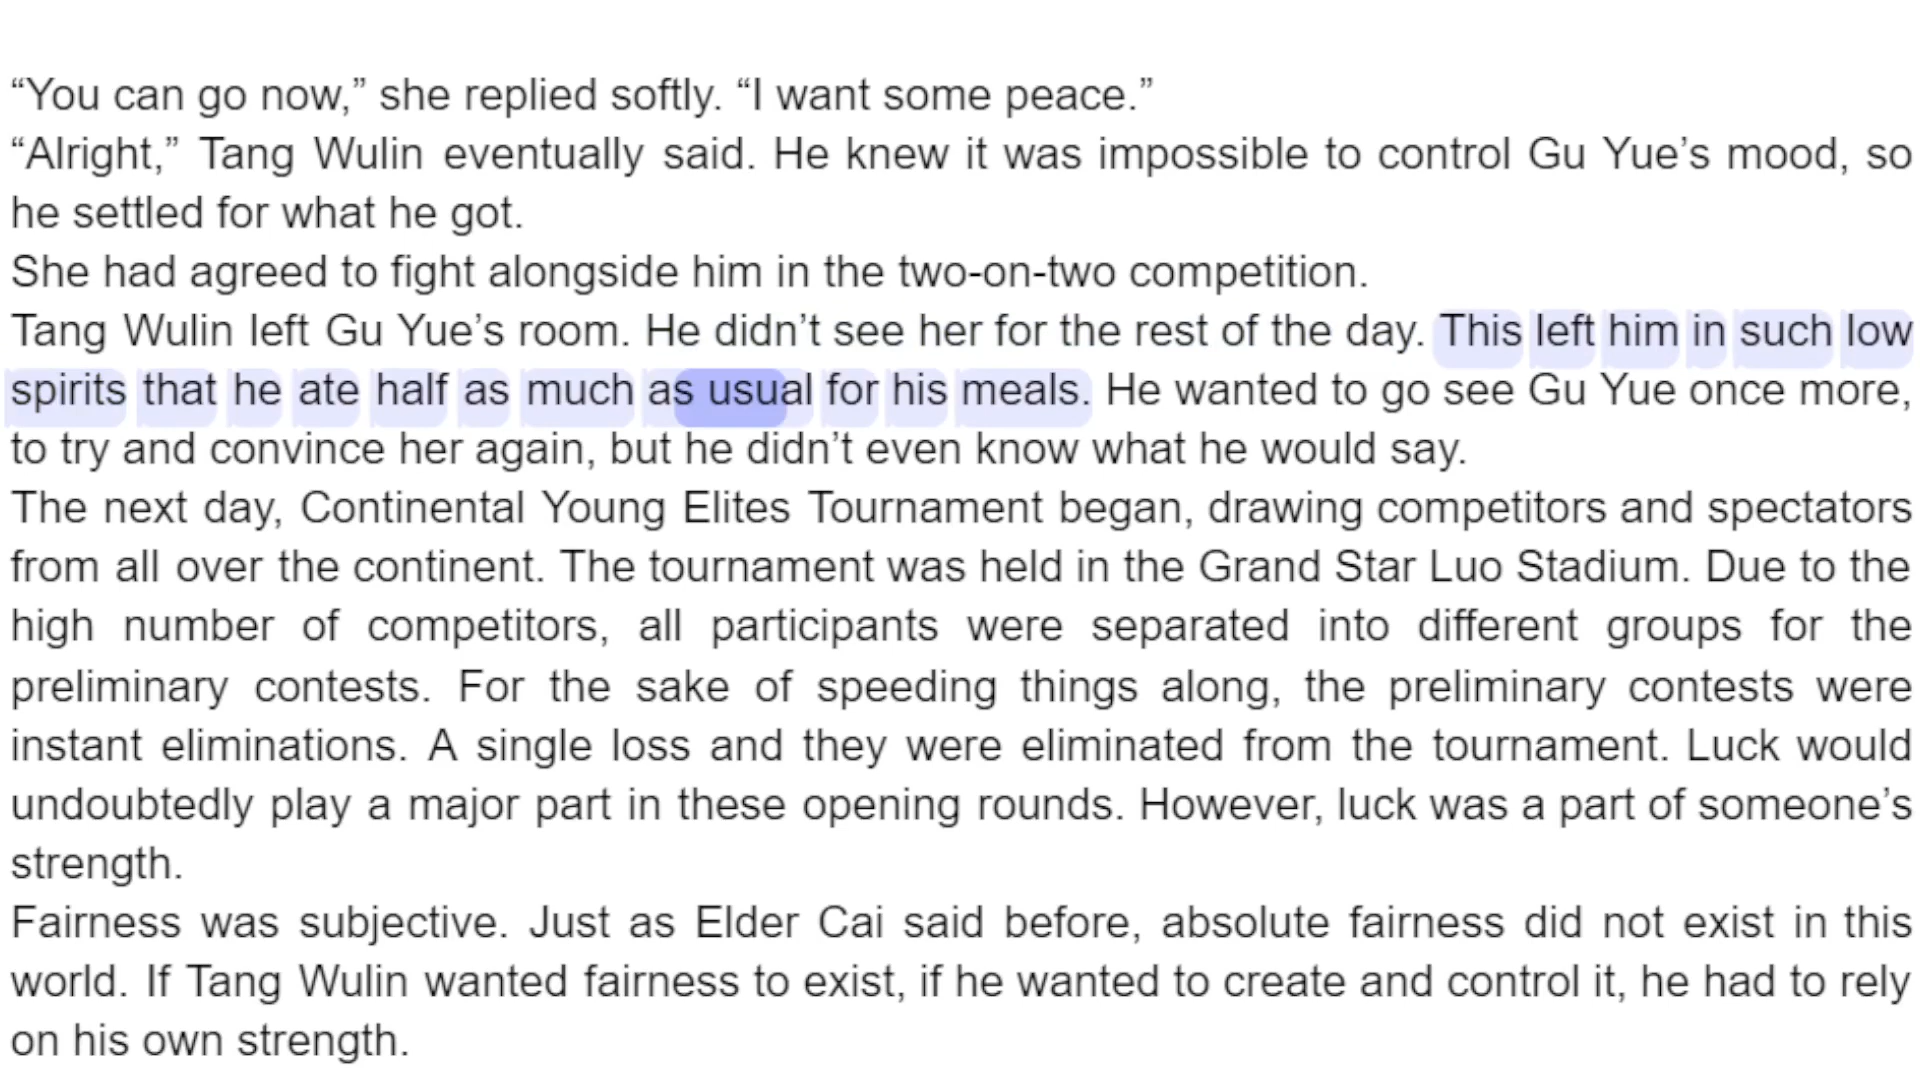 “You can go now,” she replied softly. “I want some peace.”
“Alright,” Tang Wulin eventually said. He knew it was impossible to control Gu Yue’s mood, so
he settled for what he got.
She had agreed to fight alongside him in the two-on-two competition.
Tang Wulin left Gu Yue’s room. He didn’t see her for the rest of the day. This left him in such low
spirits that he ate half as much as usual for his meals. He wanted to go see Gu Yue once more,
to try and convince her again, but he didn’t even know what he would say.
The next day, Continental Young Elites Tournament began, drawing competitors and spectators
from all over the continent. The tournament was held in the Grand Star Luo Stadium. Due to the
high number of competitors, all participants were separated into different groups for the
preliminary contests. For the sake of speeding things along, the preliminary contests were
instant eliminations. A single loss and they were eliminated from the tournament. Luck would
undoubtedly play a major part in these opening rounds. However, luck was a part of someone’s
strength.
Fairness was subjective. Just as Elder Cai said before, absolute fairness did not exist in this
world. If Tang Wulin wanted fairness to exist, if he wanted to create and control it, he had to rely
on his own strength.